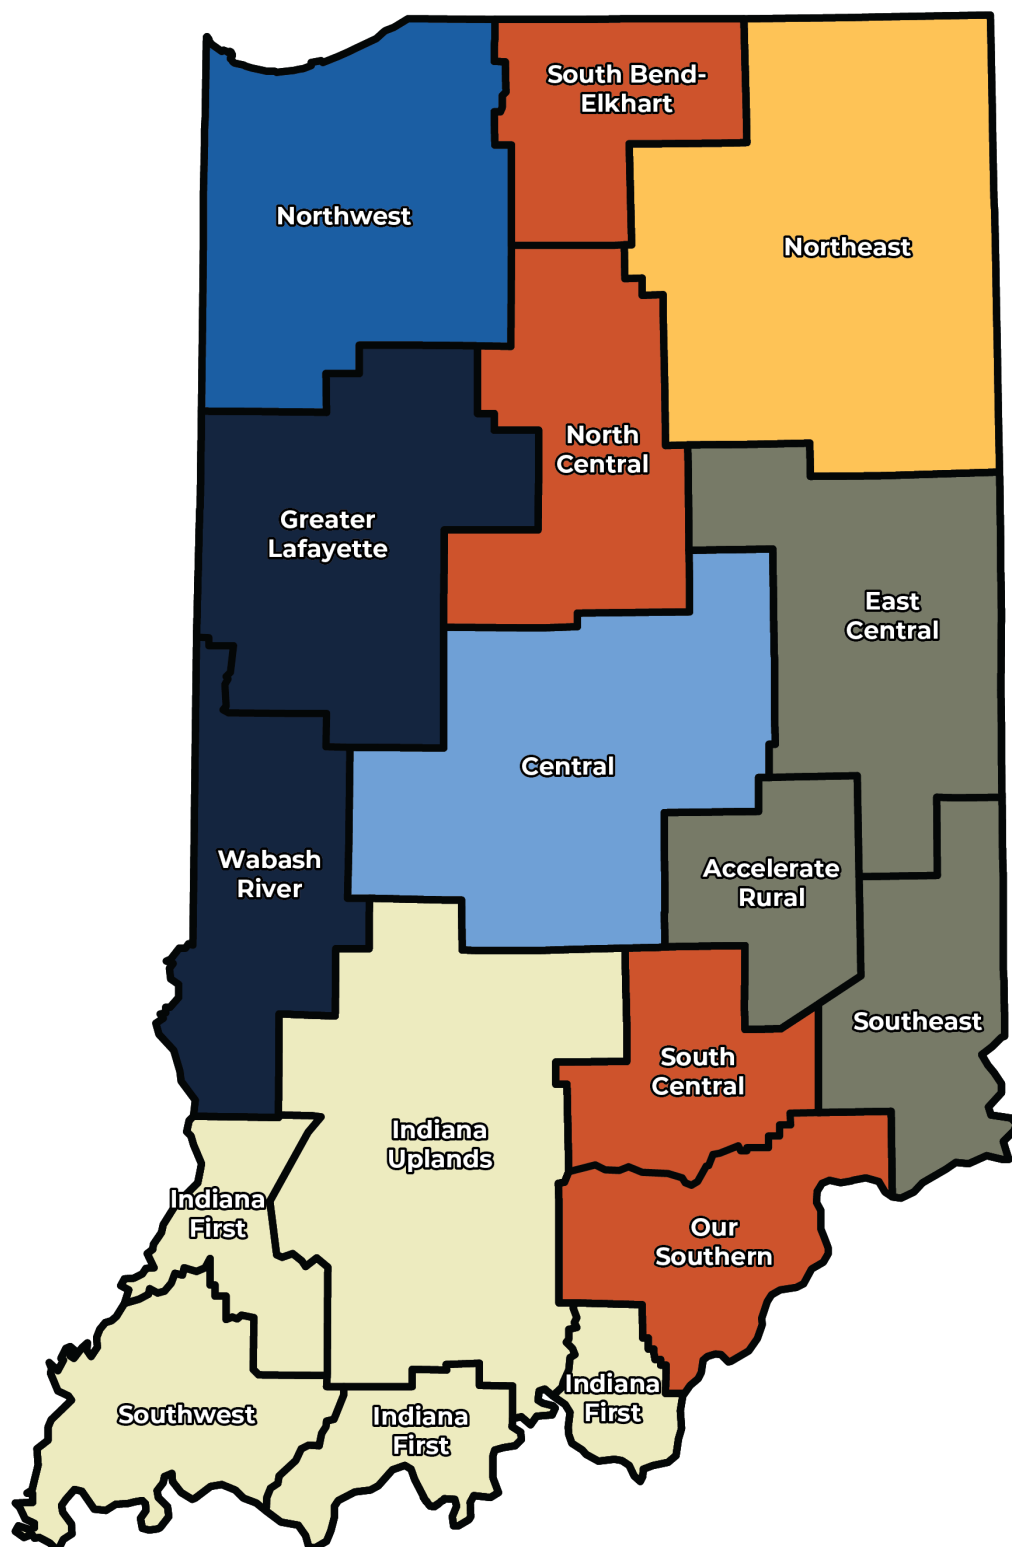 South Bend-
Elkhart
Northwest
Northeast
North
Central
Greater
Lafayette
East
Central
Central
Wabash
River
Accelerate
Rural
Southeast
South
Central
Indiana
Uplands
Indiana
First
Our
Southern
Indiana
First
Southwest
Indiana
First